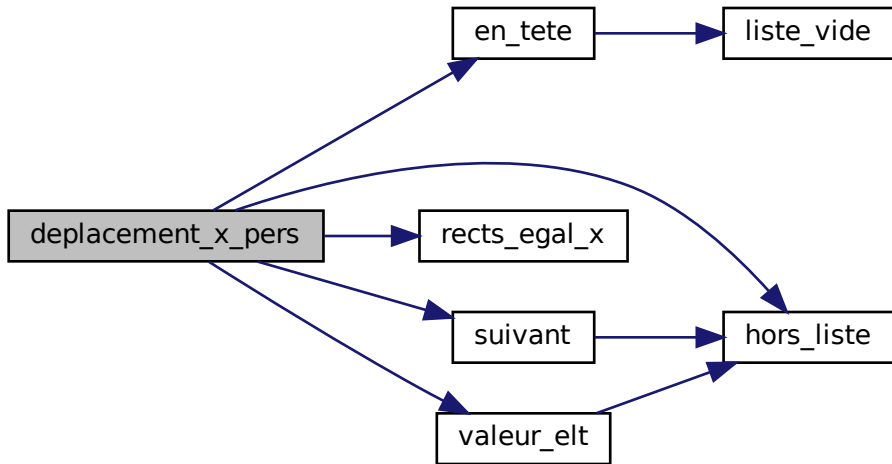 en_tete
liste_vide
deplacement_x_pers
rects_egal_x
suivant
hors_liste
valeur_elt